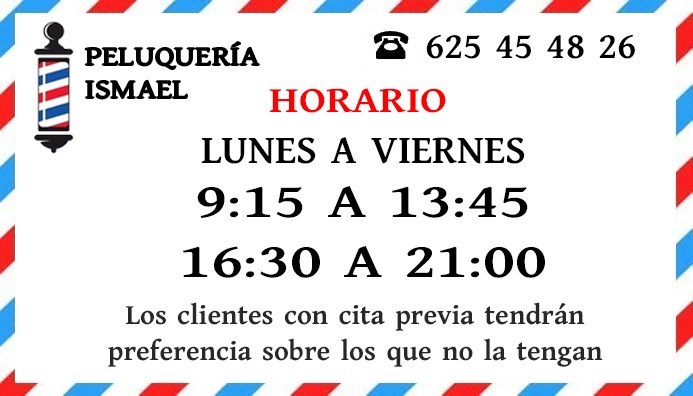 PELUQUERÍA
ISMAEL
☎ 625 45 48 26
HORARIO
LUNES A VIERNES
9:15 A 13:45
16:30 A 21:00
Los clientes con cita previa tendrán
preferencia sobre los que no la tengan